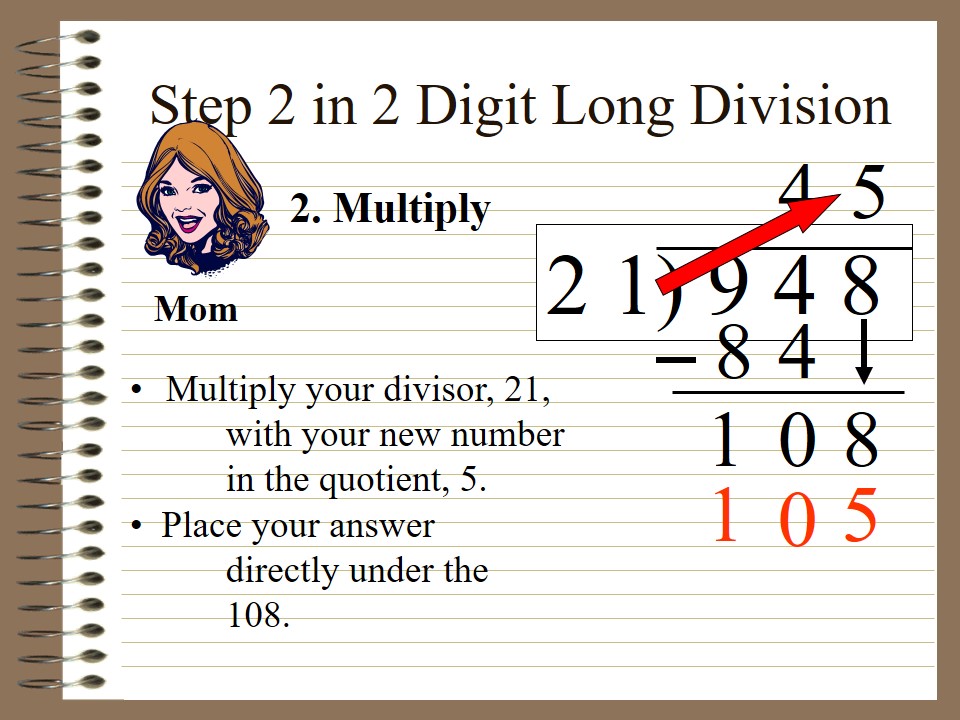 Step 2 in 2 Digit Long Division
2. Multiply
Mom
• Multiply your divisor, 21,
with your new number
in the quotient, 5.
• Place your answer
directly under the
108.
4 5
2 1) 9 4 8
– 8 4
1 0 8
1 0 5